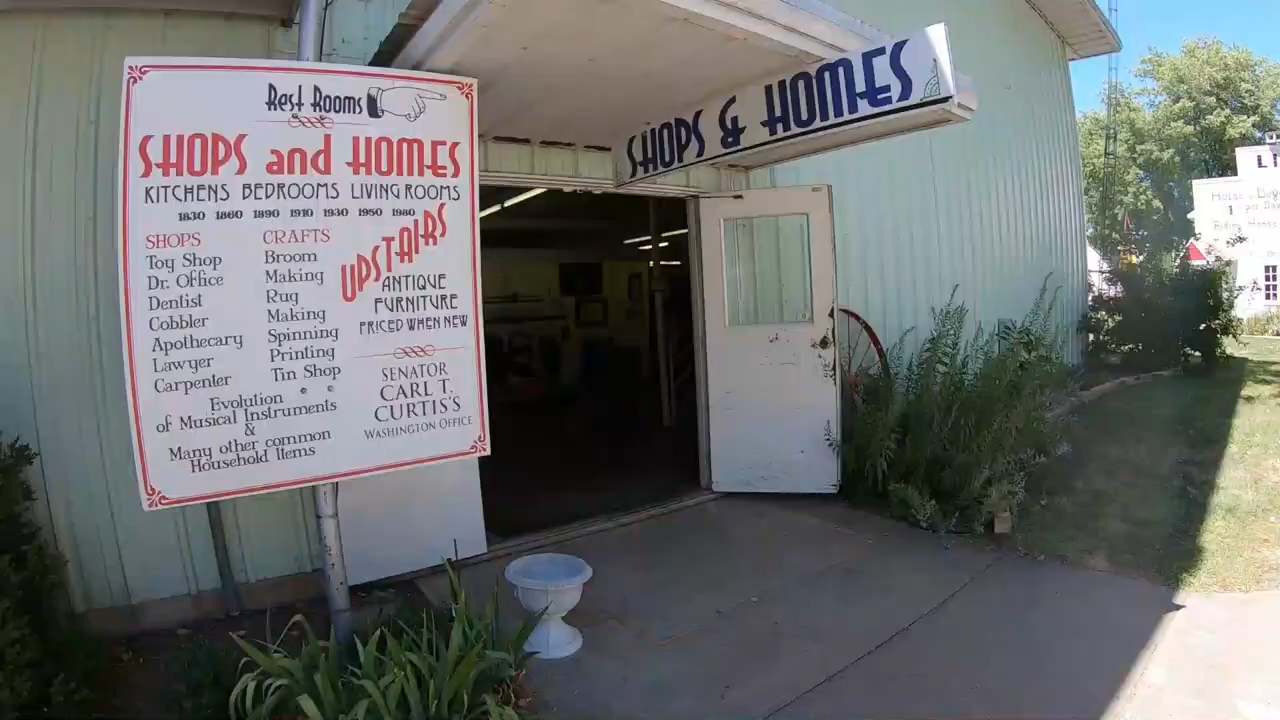 Rest Rooms
SHOPS and HOMES
KITCHENS BEDROOMS LIVING ROOMS
1830 1860 1890 1910 1930 1950 1980
SHOPS
Toy Shop
Dr. Office
Dentist
Cobbler
Apothecary
Lawyer
Carpenter
CRAFTS
Broom
Making
Rug
Making
Spinning
Printing
Tin Shop
Evolution
of Musical Instruments
&
Many other common
Household Items
UPSTAIRS
ANTIQUE
FURNITURE
PRICED WHEN NEW
SENATOR
CARL T.
CURTIS'S
WASHINGTON OFFICE
SHOPS & HOMES